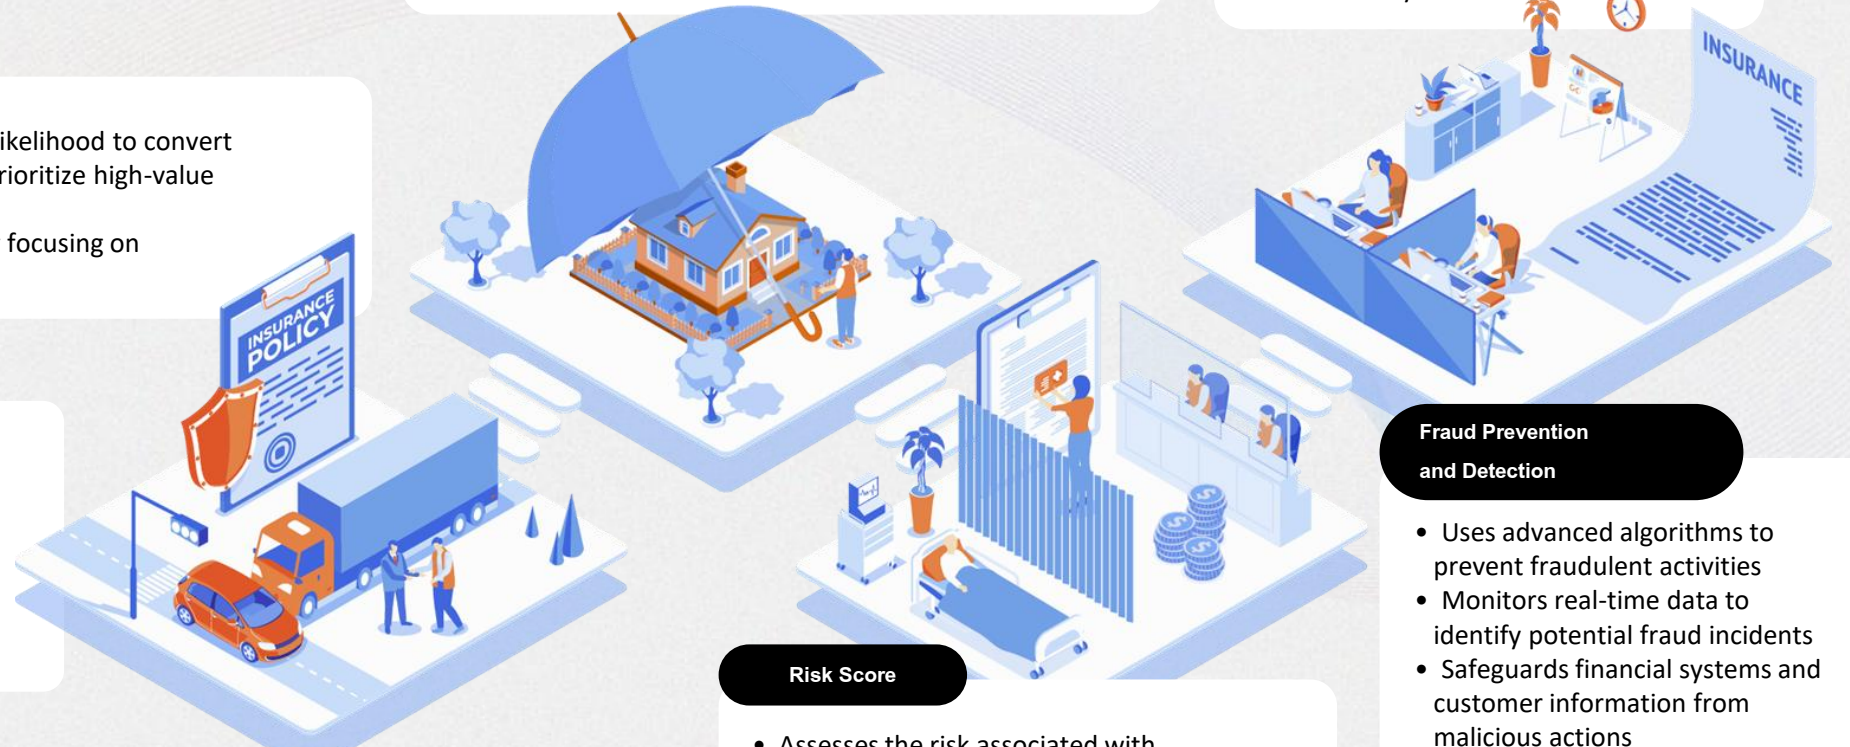 INSURANCE
likelihood to convert
rioritize high-value
focusing on
INSURANCE
POLICY
Fraud Prevention
and Detection
• Uses advanced algorithms to
prevent fraudulent activities
• Monitors real-time data to
identify potential fraud incidents
• Safeguards financial systems and
customer information from
malicious actions
Risk Score
• Assesses the risk associated with